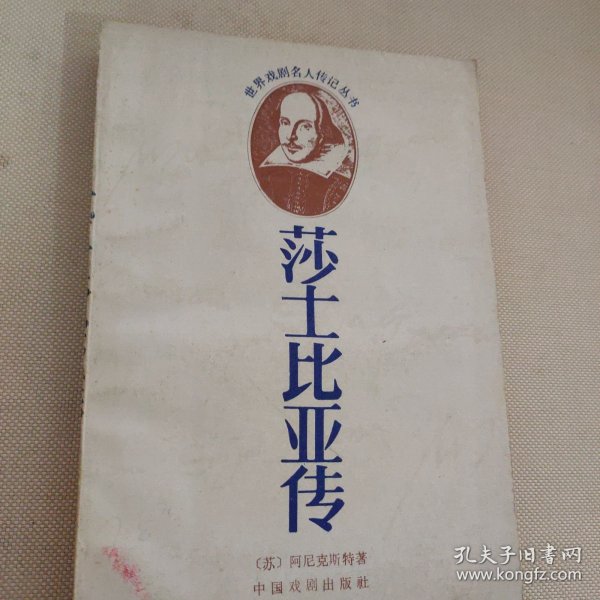 世界戏剧名人传记丛书
莎士比亚传
〔苏〕阿尼克斯特著
中国戏剧出版社
孔夫子旧书网
www.kongfz.com